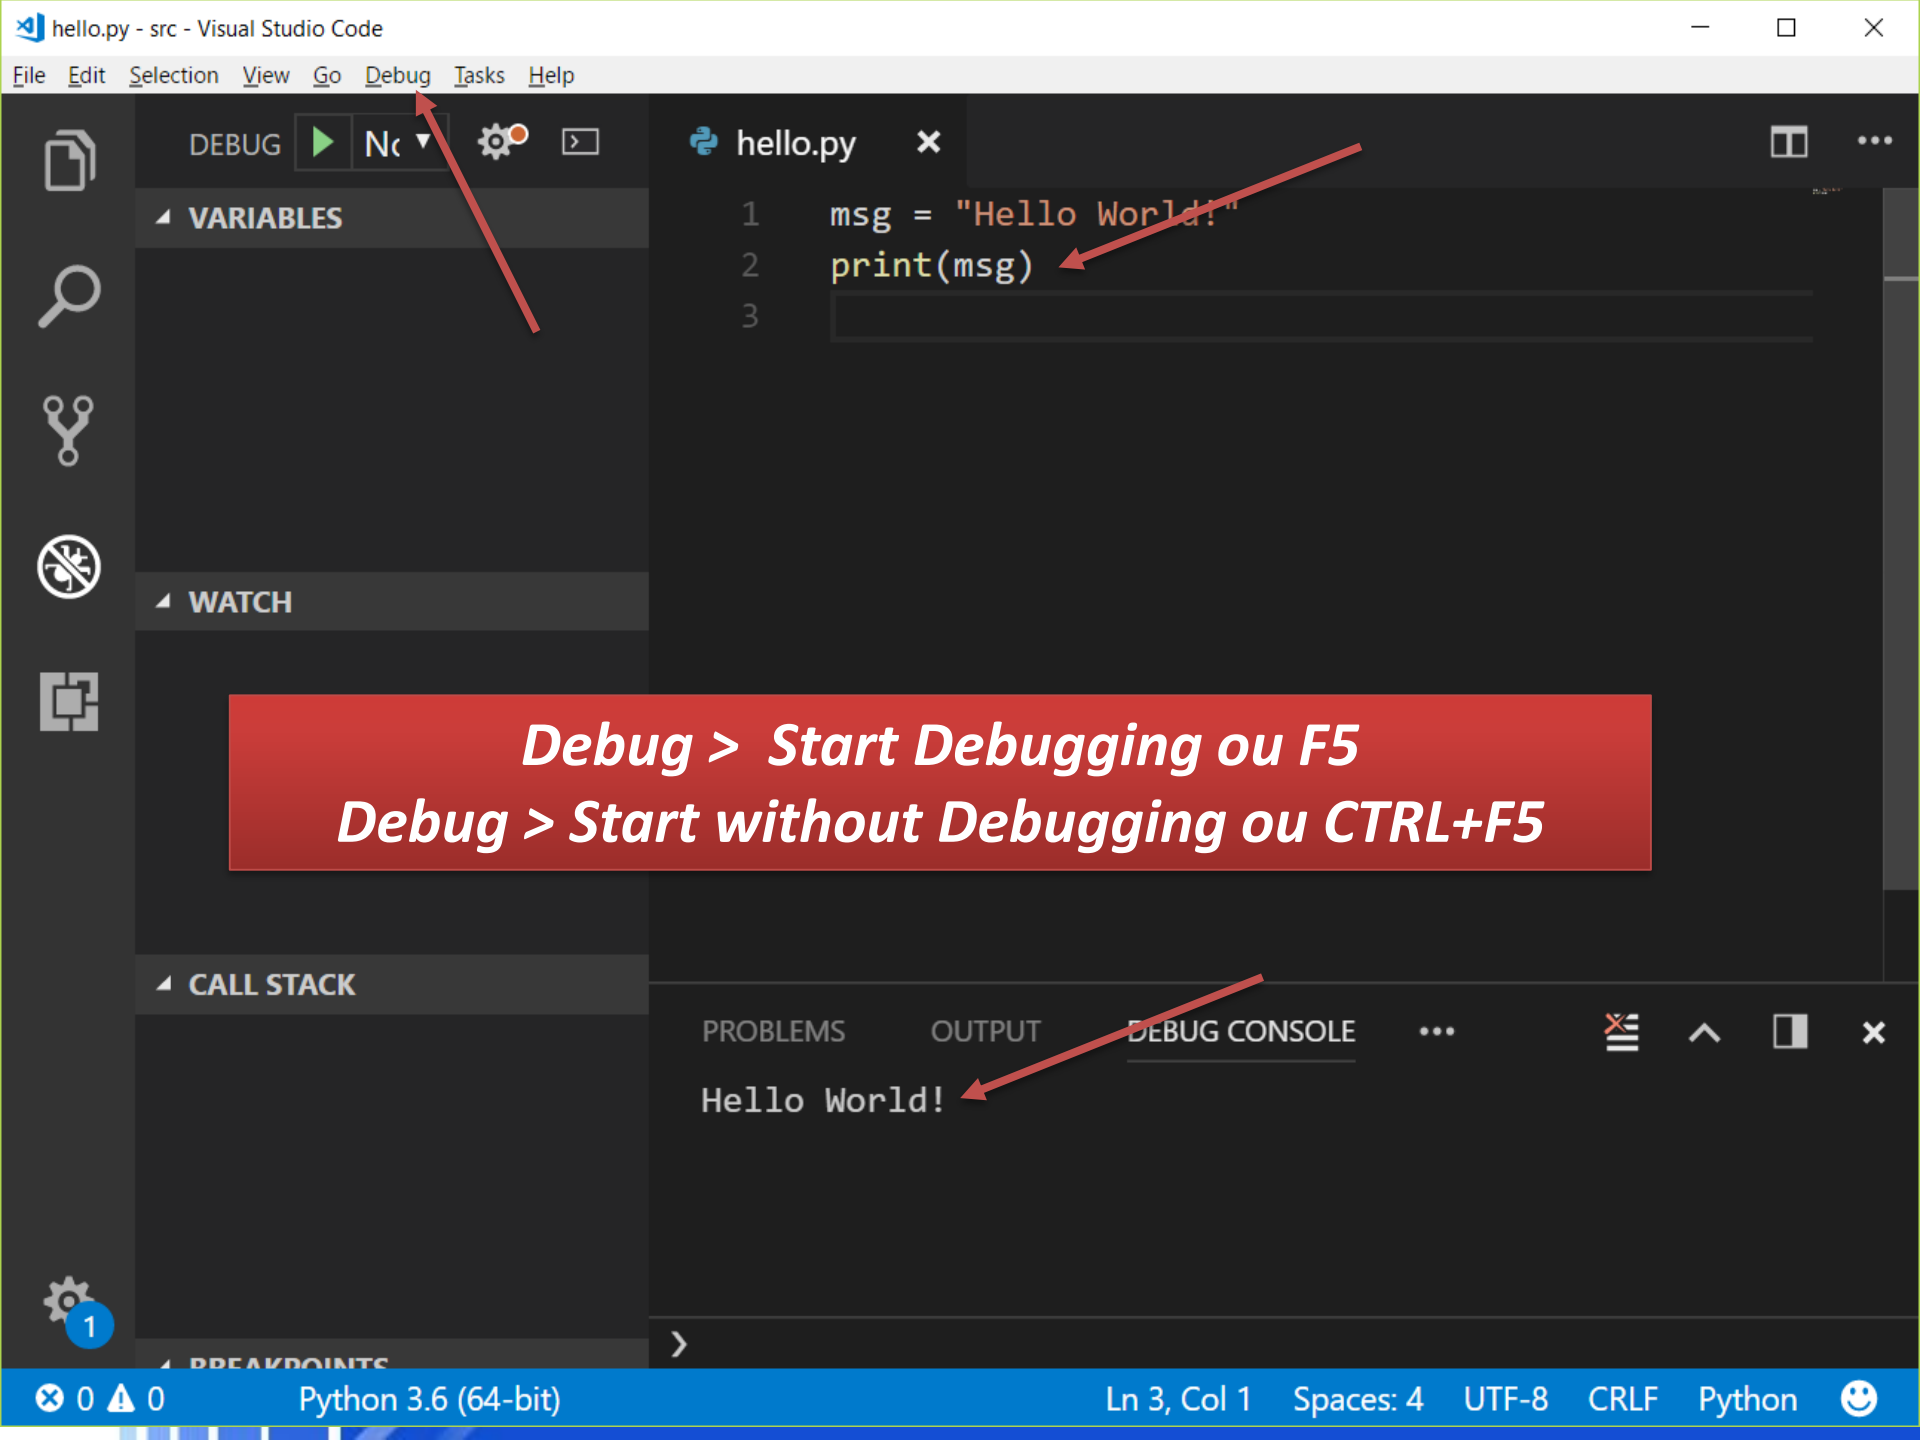 hello.py - src - Visual Studio Code
File Edit Selection View Go Debug Tasks Help
DEBUG
hello.py
VARIABLES
1 msg = "Hello World!"
2 print(msg)
3
WATCH
Debug > Start Debugging ou F5
Debug > Start without Debugging ou CTRL+F5
CALL STACK
PROBLEMS OUTPUT DEBUG CONSOLE
Hello World!
1
BREAKPOINTS
0 0 Python 3.6 (64-bit) Ln 3, Col 1 Spaces: 4 UTF-8 CRLF Python